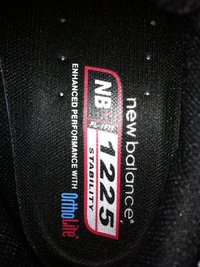 new balance
NB
1225
STABILITY
ENHANCED PERFORMANCE WITH OrthoLite